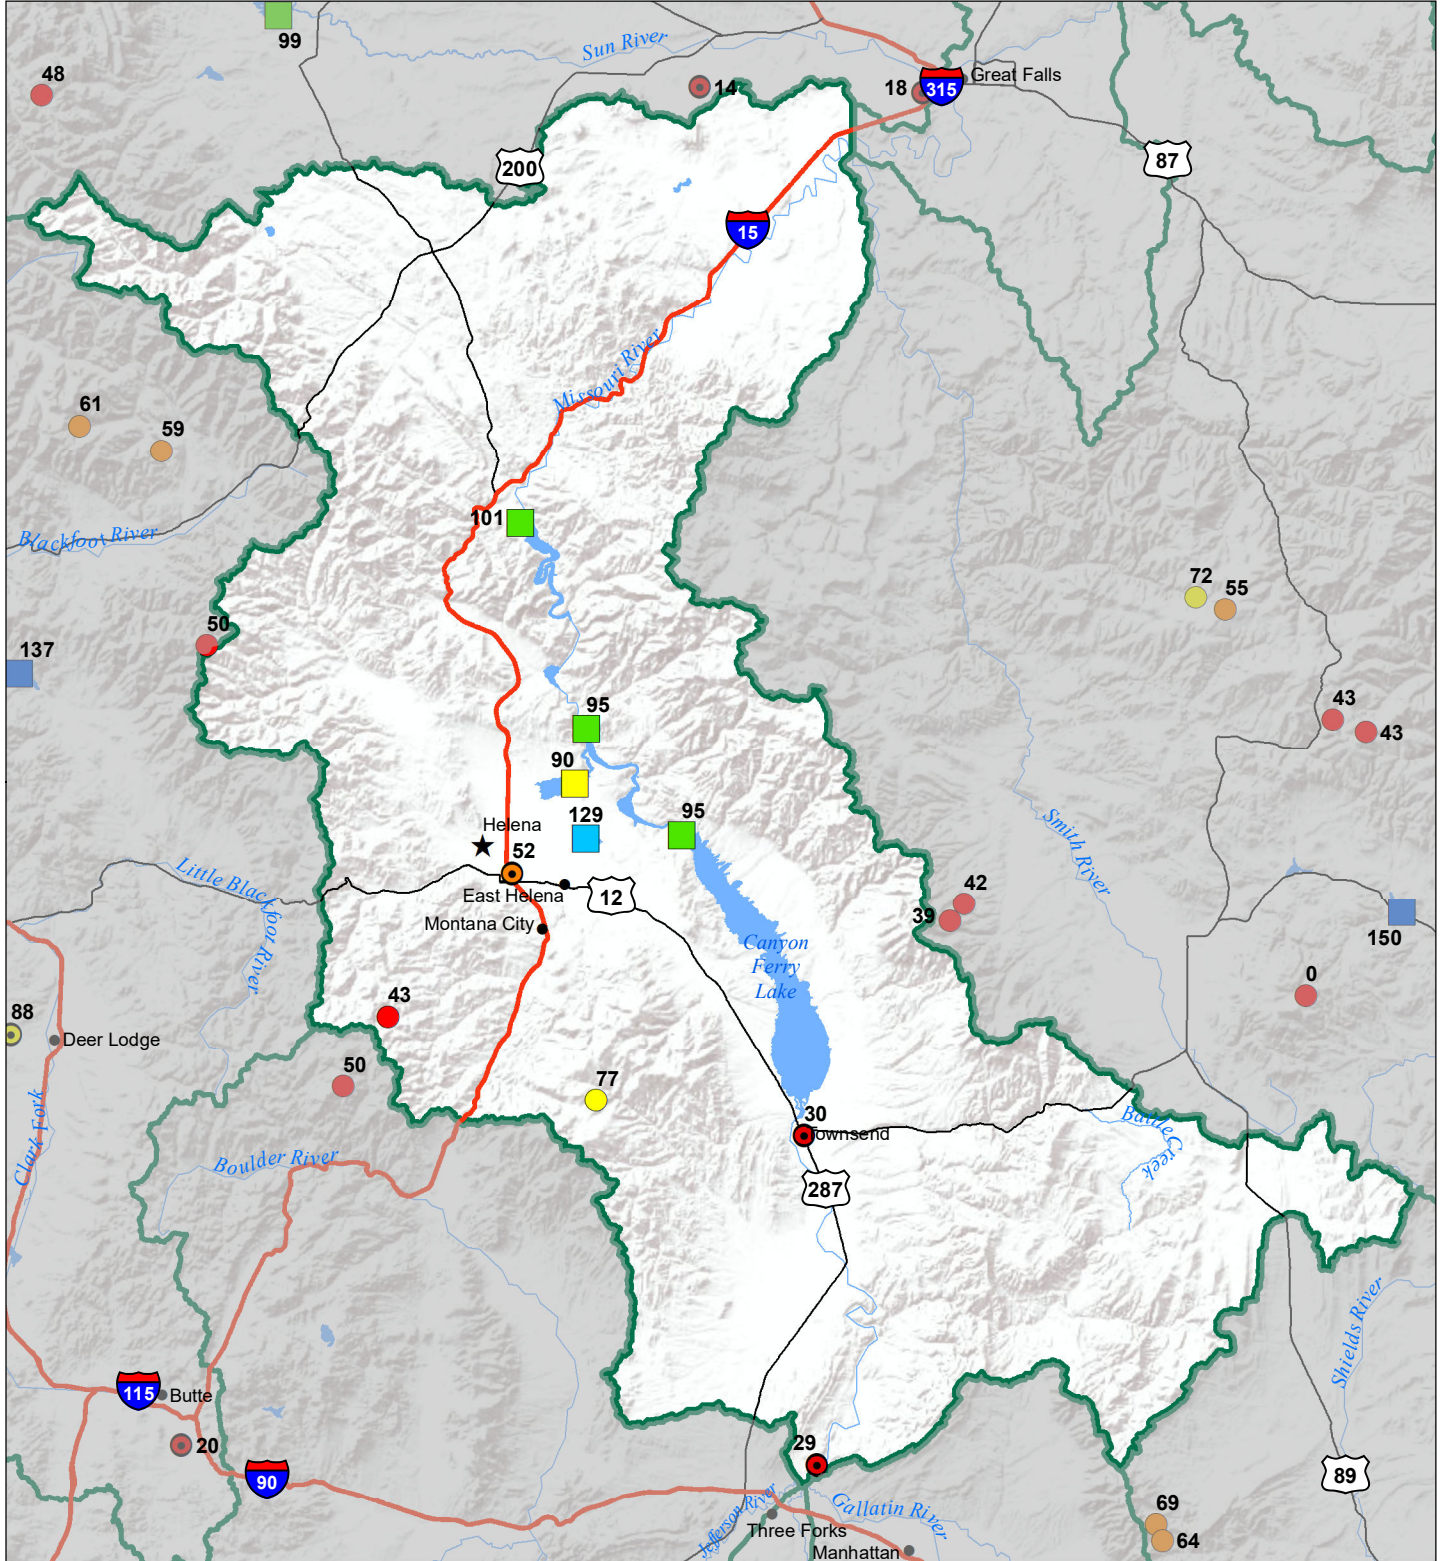 99
Sun River
48
14
18
315
Great Falls
200
87
15
Missouri River
61
59
101
Blackfoot River
72
55
50
137
95
43
43
90
129
95
Helena
52
Smith River
Little Blackfoot River
East Helena
12
42
39
Montana City
150
Canyon
Ferry
Lake
43
0
88
Deer Lodge
50
77
30
Townsend
Battle Creek
Clark Fork
Boulder River
287
Shields River
115
Butte
20
29
90
89
Jefferson River
Gallatin River
69
Three Forks
64
Manhattan